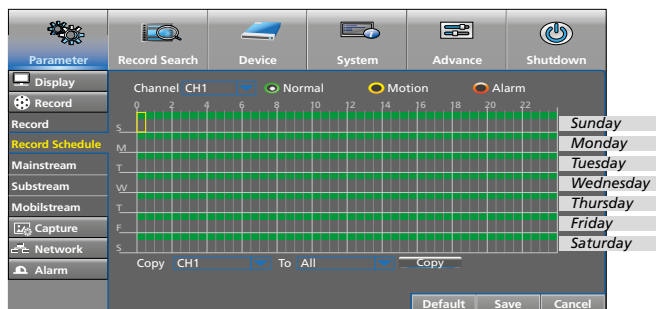 Parameter Record Search Device System Advance Shutdown
Display
Record
Record
Record Schedule
Mainstream
Substream
Mobilstream
Capture
Network
Alarm
Channel CH1 Normal Motion Alarm
0 2 4 6 8 10 12 14 16 18 20 22
S Sunday
M Monday
T Tuesday
W Wednesday
T Thursday
F Friday
S Saturday
Copy CH1 To All Copy
Default Save Cancel